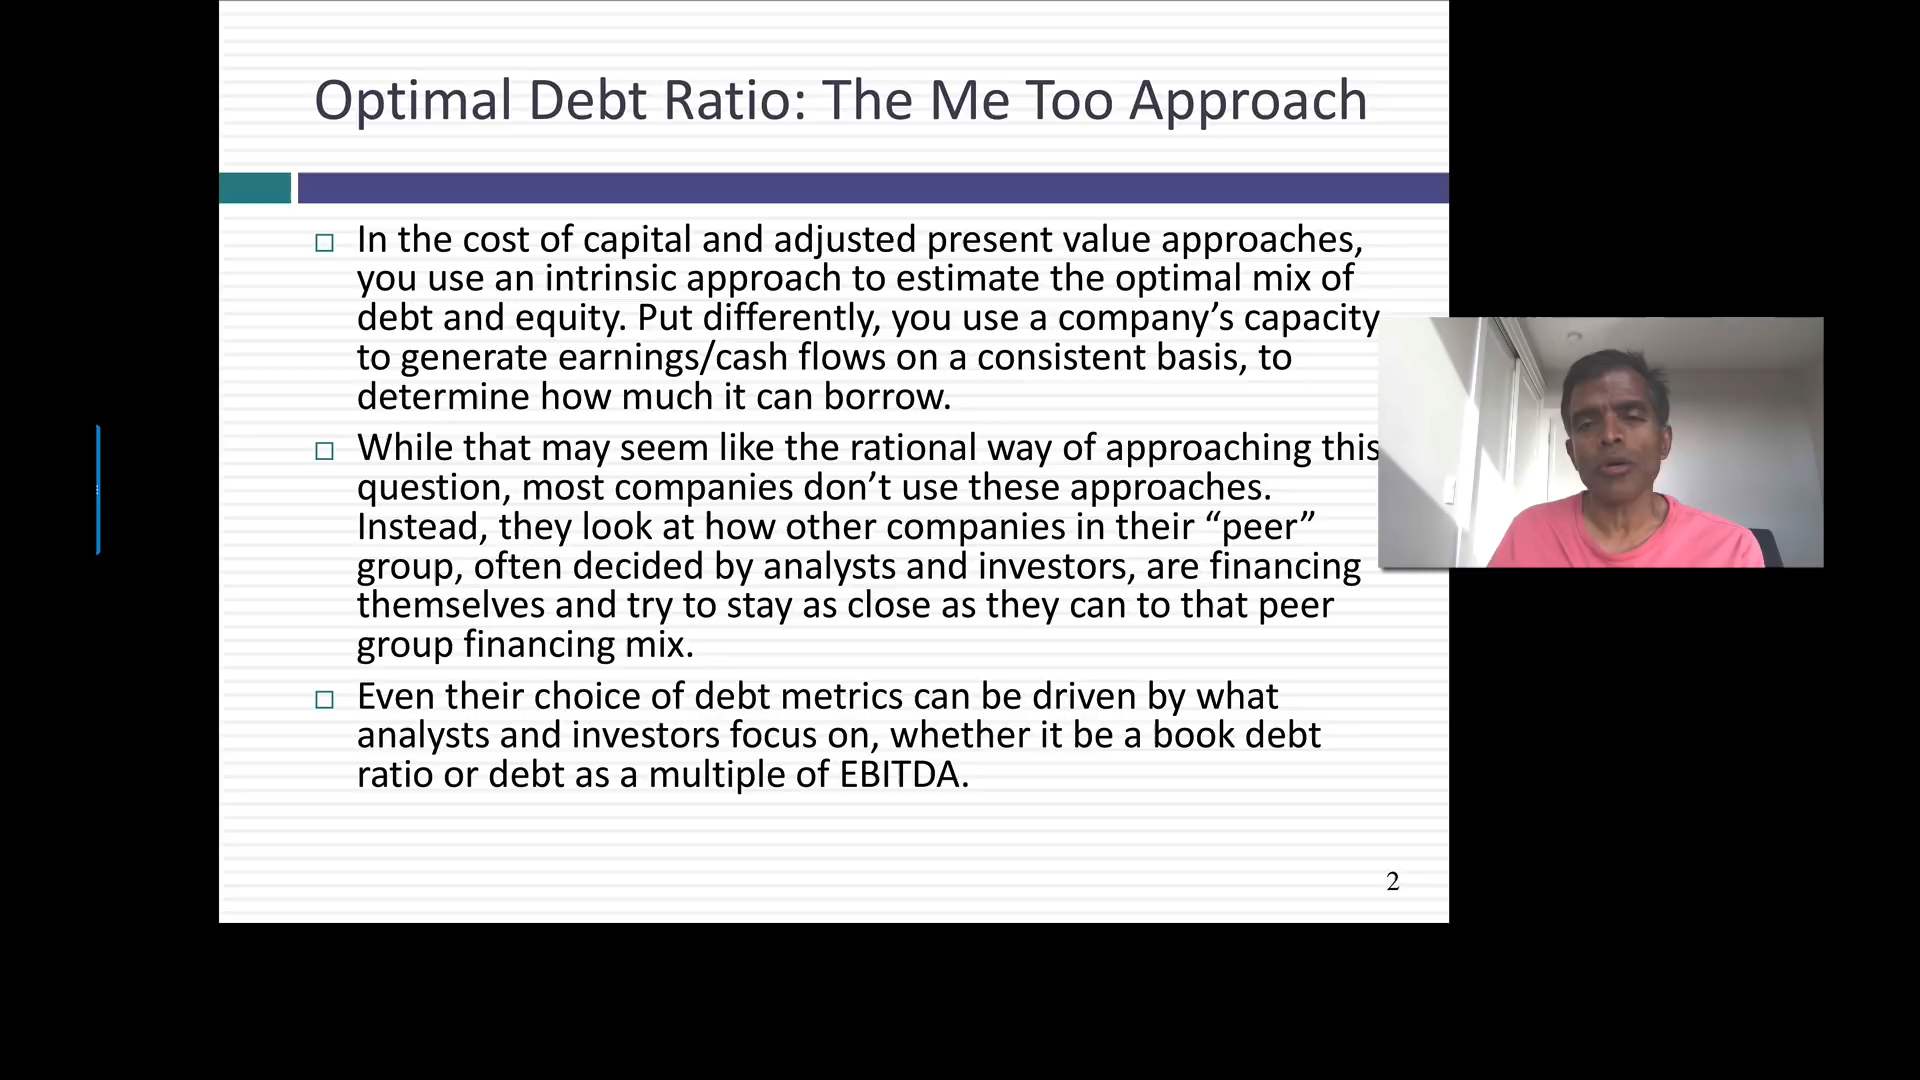 Optimal Debt Ratio: The Me Too Approach
In the cost of capital and adjusted present value approaches,
you use an intrinsic approach to estimate the optimal mix of
debt and equity. Put differently, you use a company’s capacity
to generate earnings/cash flows on a consistent basis, to
determine how much it can borrow.
While that may seem like the rational way of approaching this
question, most companies don’t use these approaches.
Instead, they look at how other companies in their “peer”
group, often decided by analysts and investors, are financing
themselves and try to stay as close as they can to that peer
group financing mix.
Even their choice of debt metrics can be driven by what
analysts and investors focus on, whether it be a book debt
ratio or debt as a multiple of EBITDA.
2